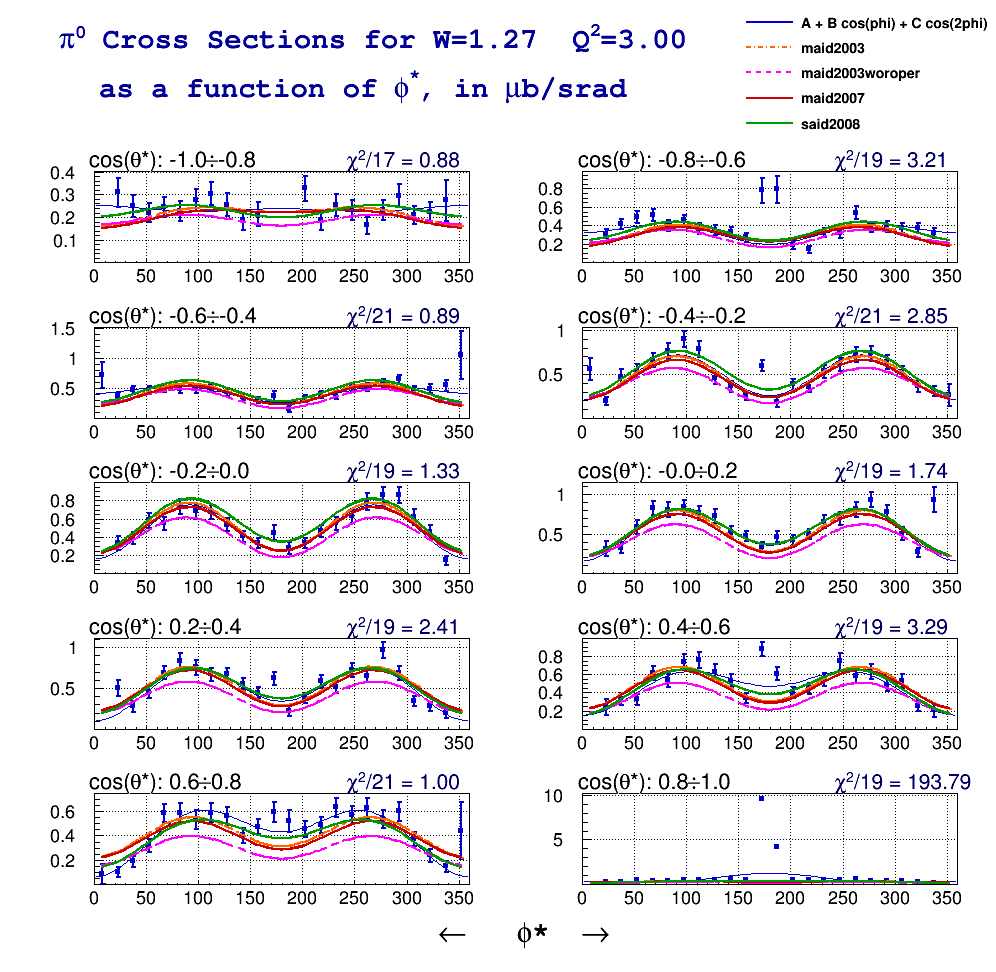 π⁰ Cross Sections for W=1.27 Q²=3.00
as a function of ϕ*, in μb/srad
A + B cos(phi) + C cos(2phi)
maid2003
maid2003woroper
maid2007
said2008
cos(θ*): -1.0÷-0.8 χ²/17 = 0.88
0.4
0.3
0.2
0.1
0 50 100 150 200 250 300 350
cos(θ*): -0.8÷-0.6 χ²/19 = 3.21
0.8
0.6
0.4
0.2
0 50 100 150 200 250 300 350
cos(θ*): -0.6÷-0.4 χ²/21 = 0.89
1.5
1
0.5
0 50 100 150 200 250 300 350
cos(θ*): -0.4÷-0.2 χ²/21 = 2.85
1
0.5
0 50 100 150 200 250 300 350
cos(θ*): -0.2÷0.0 χ²/19 = 1.33
0.8
0.6
0.4
0.2
0 50 100 150 200 250 300 350
cos(θ*): -0.0÷0.2 χ²/19 = 1.74
1
0.5
0 50 100 150 200 250 300 350
cos(θ*): 0.2÷0.4 χ²/19 = 2.41
1
0.5
0 50 100 150 200 250 300 350
cos(θ*): 0.4÷0.6 χ²/19 = 3.29
0.8
0.6
0.4
0.2
0 50 100 150 200 250 300 350
cos(θ*): 0.6÷0.8 χ²/21 = 1.00
0.6
0.4
0.2
0 50 100 150 200 250 300 350
cos(θ*): 0.8÷1.0 χ²/19 = 193.79
10
5
0 50 100 150 200 250 300 350
← ϕ* →